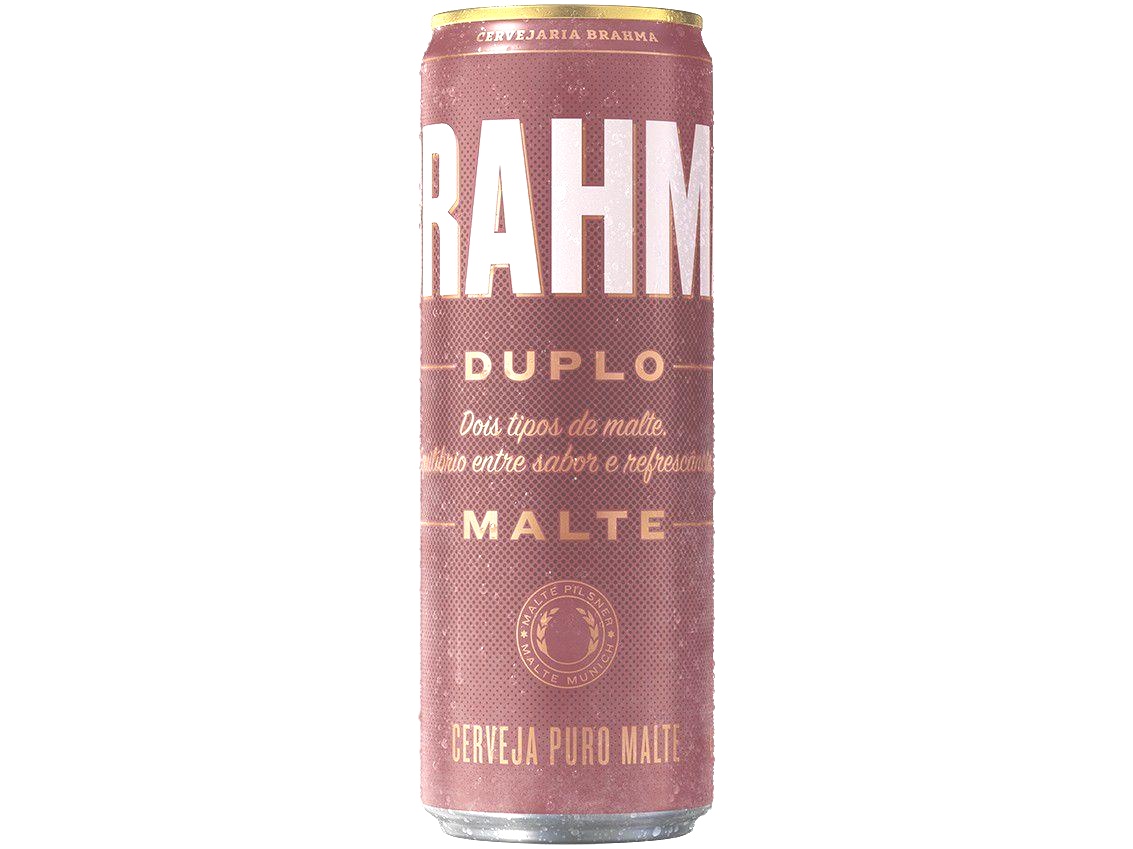 CERVEJARIA BRAHMA
RAHM
DUPLO
Dois tipos de malte.
entre sabor e
MALTE
MALTE PILSNER
MALTE MUNICH
CERVEJA PURO MALTE